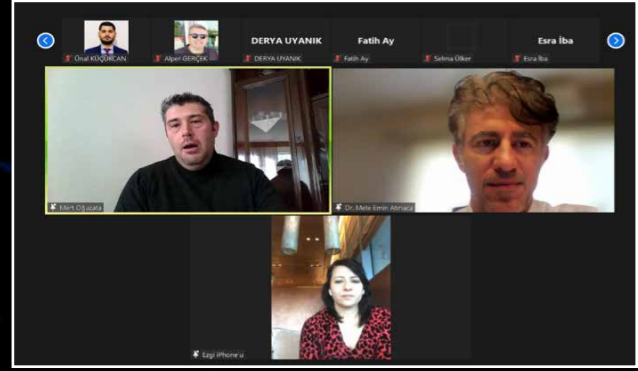 DERYA UYANIK
Fatih Ay
Esra İba
Ünal KÜÇÜKCAN
Alper GERÇEK
DERYA UYANIK
Fatih Ay
Selma Ülker
Esra İba
Mert Oğuzata
Dr. Mete Emin Atmaca
Ezgi iPhone'u